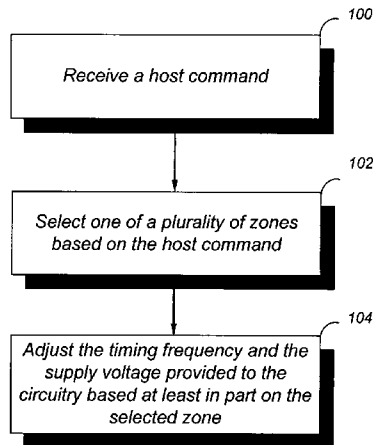 100
Receive a host command
102
Select one of a plurality of zones
based on the host command
104
Adjust the timing frequency and the
supply voltage provided to the
circuitry based at least in part on the
selected zone